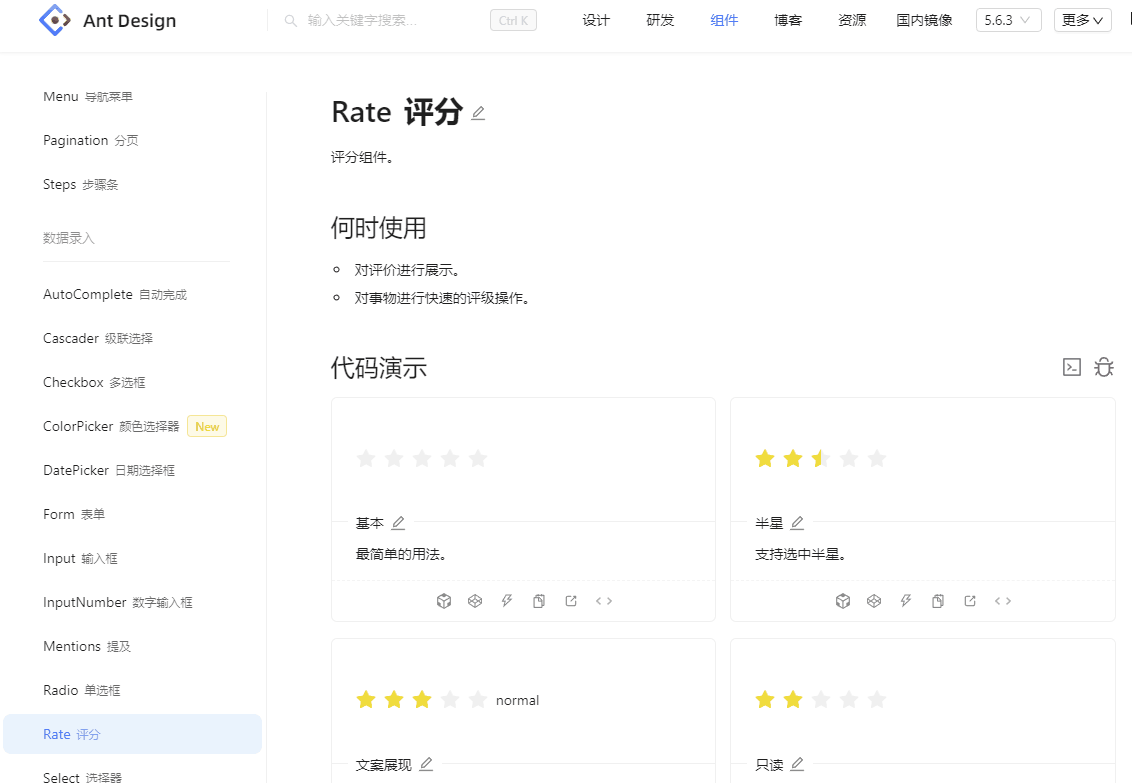 Ant Design
输入关键字搜索...
Ctrl K
设计
研发
组件
博客
资源
国内镜像
5.6.3
更多
Menu 导航菜单
Pagination 分页
Steps 步骤条
数据录入
AutoComplete 自动完成
Cascader 级联选择
Checkbox 多选框
ColorPicker 颜色选择器 New
DatePicker 日期选择框
Form 表单
Input 输入框
InputNumber 数字输入框
Mentions 提及
Radio 单选框
Rate 评分
Select 选择器
Rate 评分
评分组件。
何时使用
对评价进行展示。
对事物进行快速的评级操作。
代码演示
基本
最简单的用法。
半星
支持选中半星。
normal
文案展现
只读